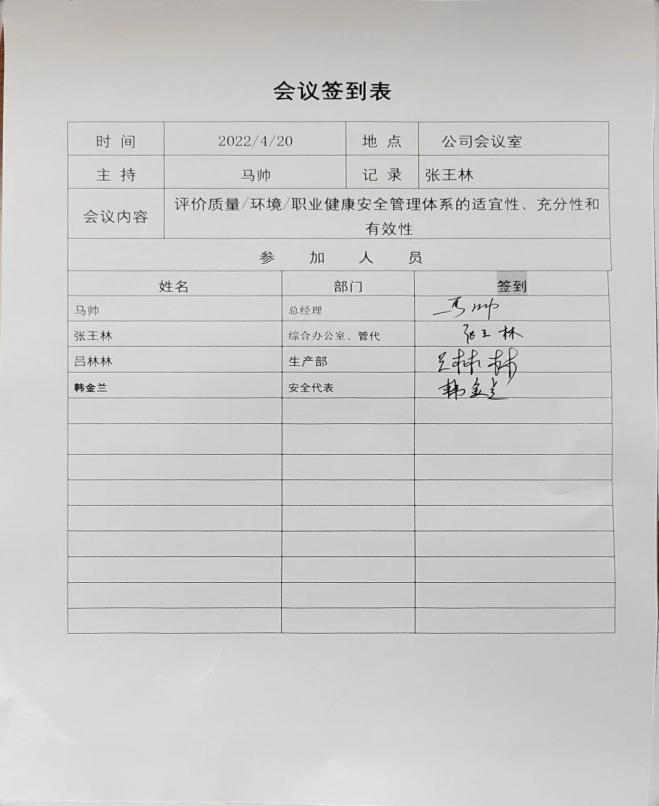 会议签到表
时 间 2022/4/20 地 点 公司会议室
主 持 马帅 记 录 张王林
会议内容 评价质量/环境/职业健康安全管理体系的适宜性、充分性和
有效性
参 加 人 员
姓名 部门 签到
马帅 总经理 马帅
张王林 综合办公室、管代 张王林
吕林林 生产部 吕林林
韩金兰 安全代表 韩金兰